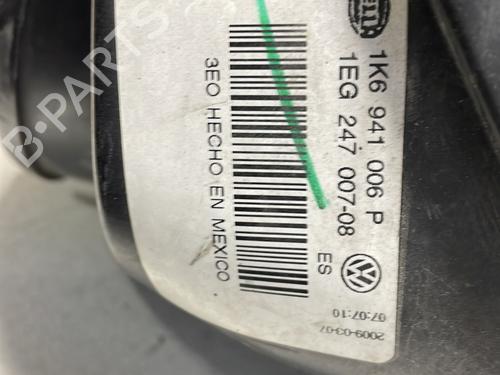 1K6 941 006 P
1EG 247 007-08
ES
3EO HECHO EN MEXICO
2009-03-07
07:07:10
B-PARTS